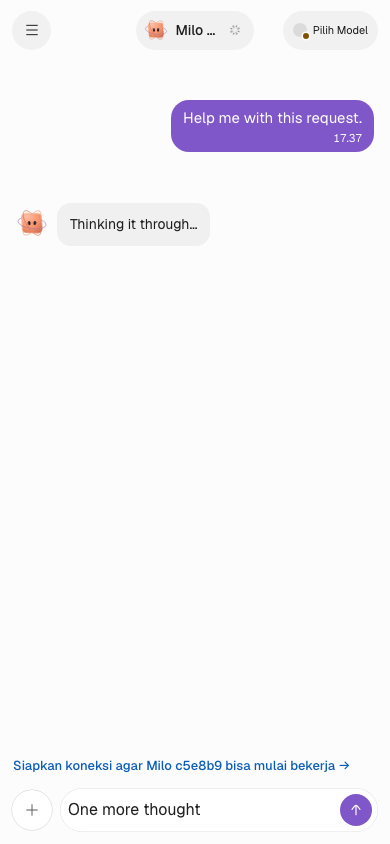 Milo ...
Pilih Model
Help me with this request.
17.37
Thinking it through...
Siapkan koneksi agar Milo c5e8b9 bisa mulai bekerja →
One more thought